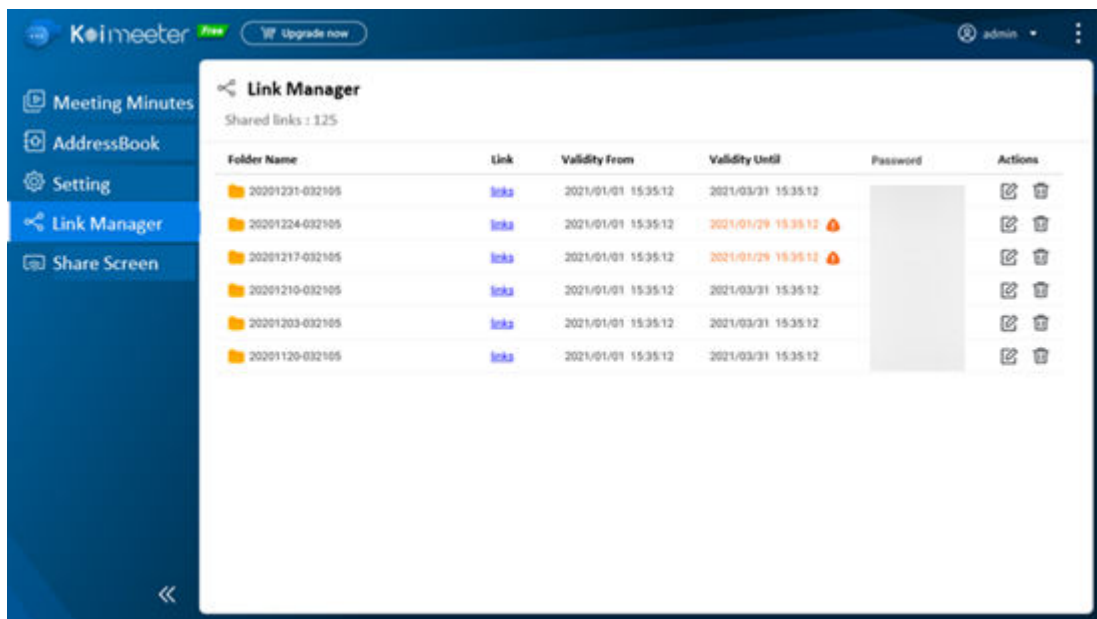 Koimeeter Free Upgrade now admin
Meeting Minutes
AddressBook
Setting
Link Manager
Share Screen
Link Manager
Shared links : 125
Folder Name Link Validity From Validity Until Password Actions
20201231-032105 links 2021/01/01 15:35:12 2021/03/31 15:35:12
20201224-032105 links 2021/01/01 15:35:12 2021/01/29 15:35:12
20201217-032105 links 2021/01/01 15:35:12 2021/01/29 15:35:12
20201210-032105 links 2021/01/01 15:35:12 2021/03/31 15:35:12
20201203-032105 links 2021/01/01 15:35:12 2021/03/31 15:35:12
20201120-032105 links 2021/01/01 15:35:12 2021/03/31 15:35:12